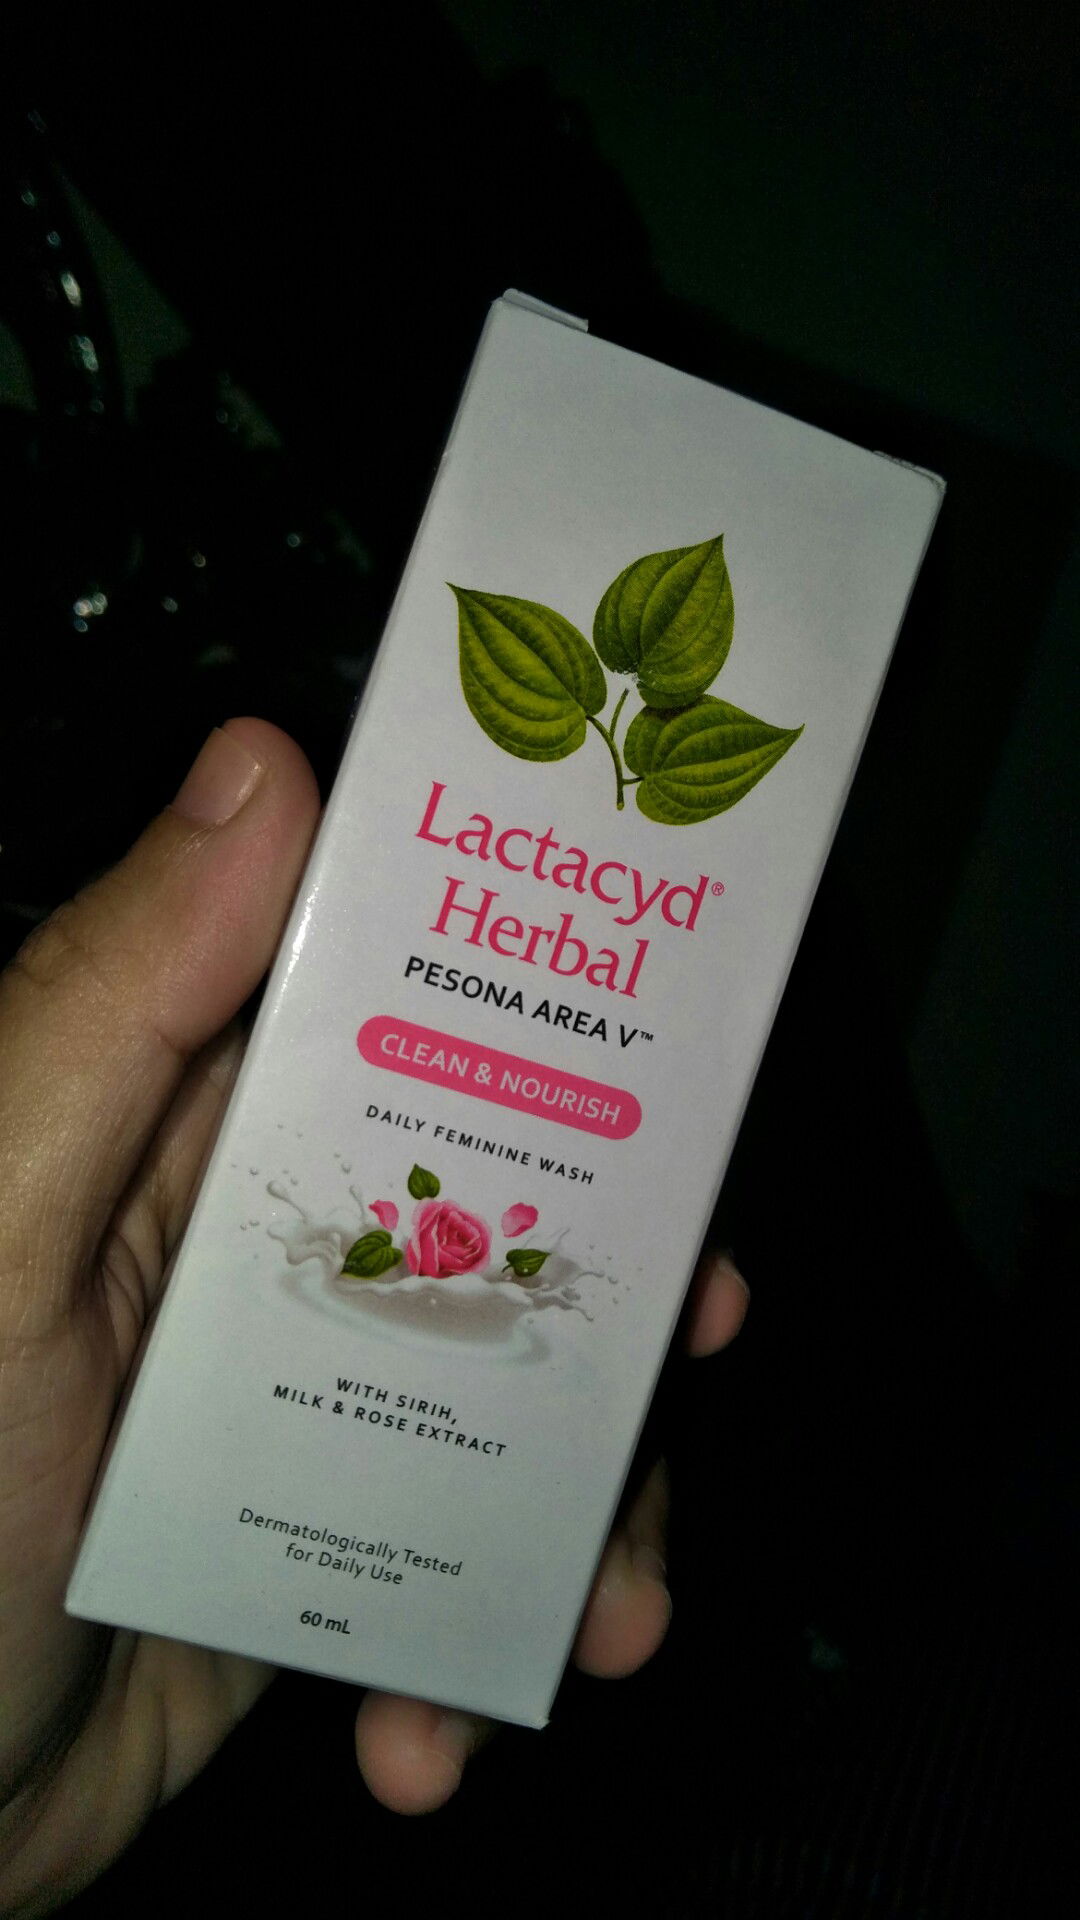 Lactacyd®
Herbal
PESONA AREA V™
CLEAN & NOURISH
DAILY FEMININE WASH
WITH SIRIH,
MILK & ROSE EXTRACT
Dermatologically Tested
for Daily Use
60 mL